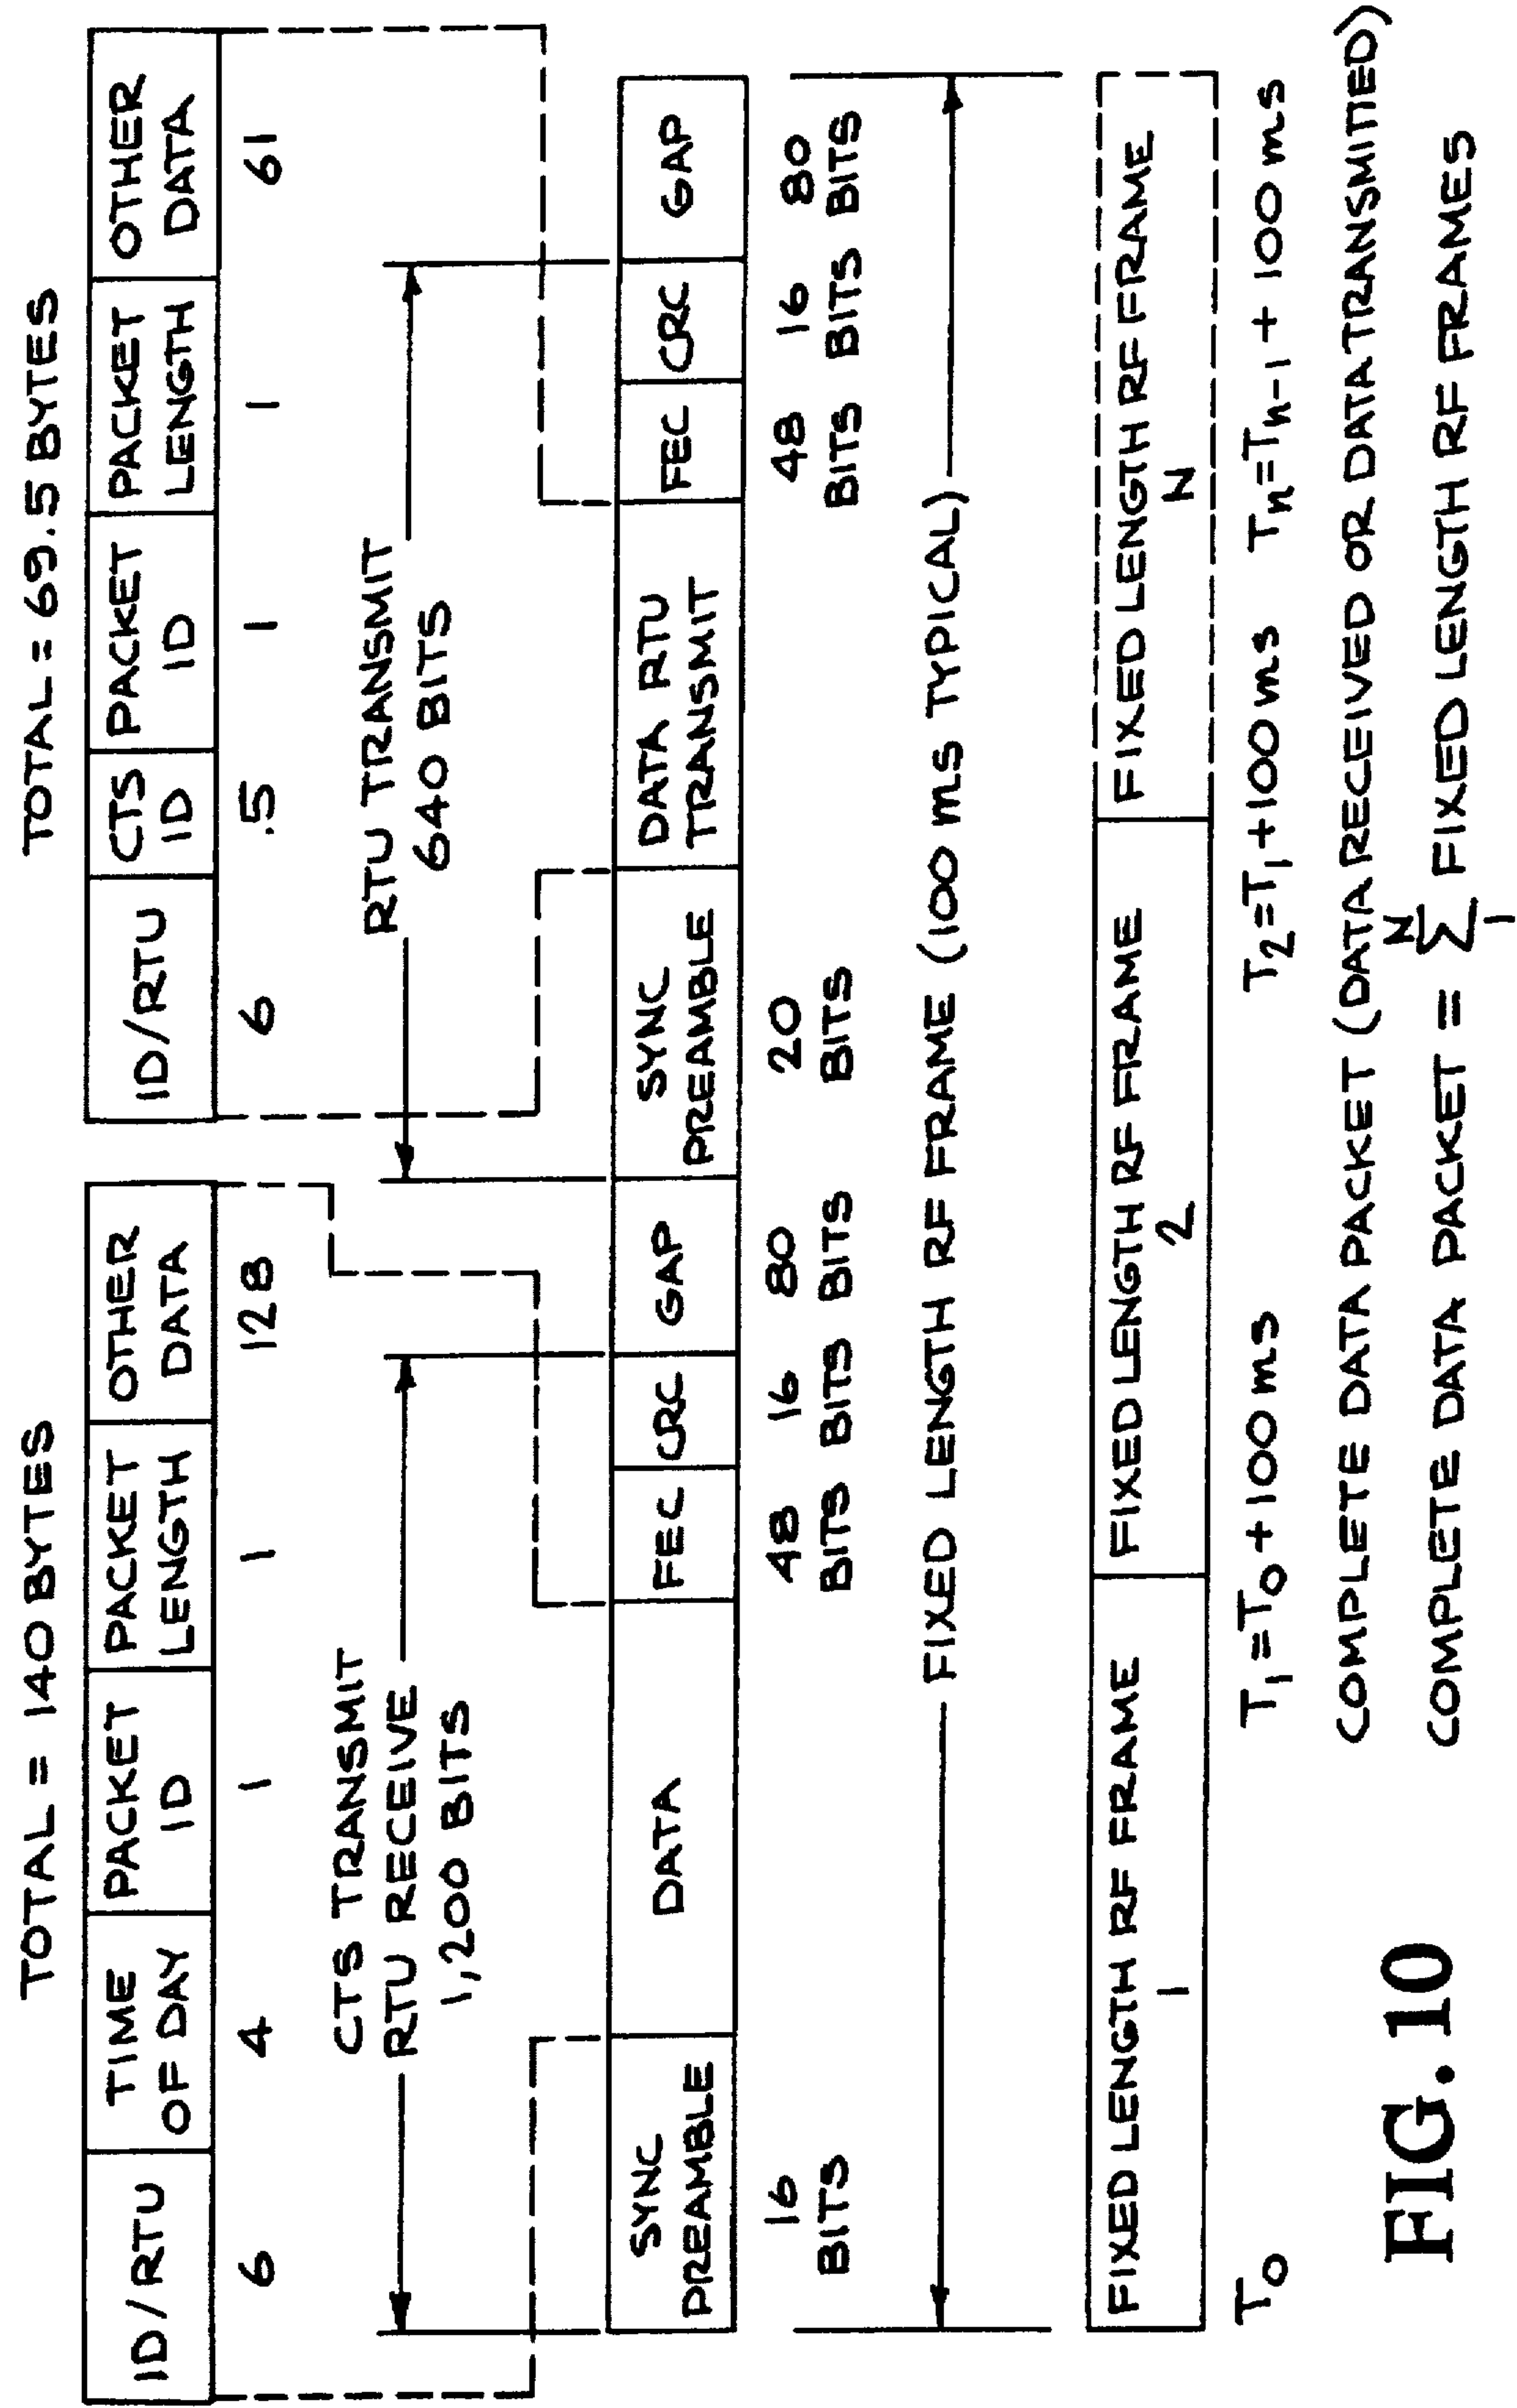 TOTAL = 140 BYTES
ID/RTU
TIME
OF DAY
PACKET
ID
PACKET
LENGTH
OTHER
DATA
6
4
1
1
128
TOTAL = 69.5 BYTES
ID/RTU
CTS
ID
PACKET
ID
PACKET
LENGTH
OTHER
DATA
6
.5
1
1
61
CTS TRANSMIT
RTU RECEIVE
1,200 BITS
RTU TRANSMIT
640 BITS
SYNC
PREAMBLE
DATA
FEC
CRC
GAP
SYNC
PREAMBLE
DATA RTU
TRANSMIT
FEC
CRC
GAP
16
BITS
48
BITS
16
BITS
80
BITS
20
BITS
48
BITS
16
BITS
80
BITS
FIXED LENGTH RF FRAME (100 ms TYPICAL)
FIXED LENGTH RF FRAME
1
FIXED LENGTH RF FRAME
2
FIXED LENGTH RF FRAME
N
T0
T1=T0+100ms
T2=T1+100ms
Tn=Tn-1+100ms
COMPLETE DATA PACKET (DATA RECEIVED OR DATA TRANSMITTED)
COMPLETE DATA PACKET = N∑1 FIXED LENGTH RF FRAMES
FIG. 10